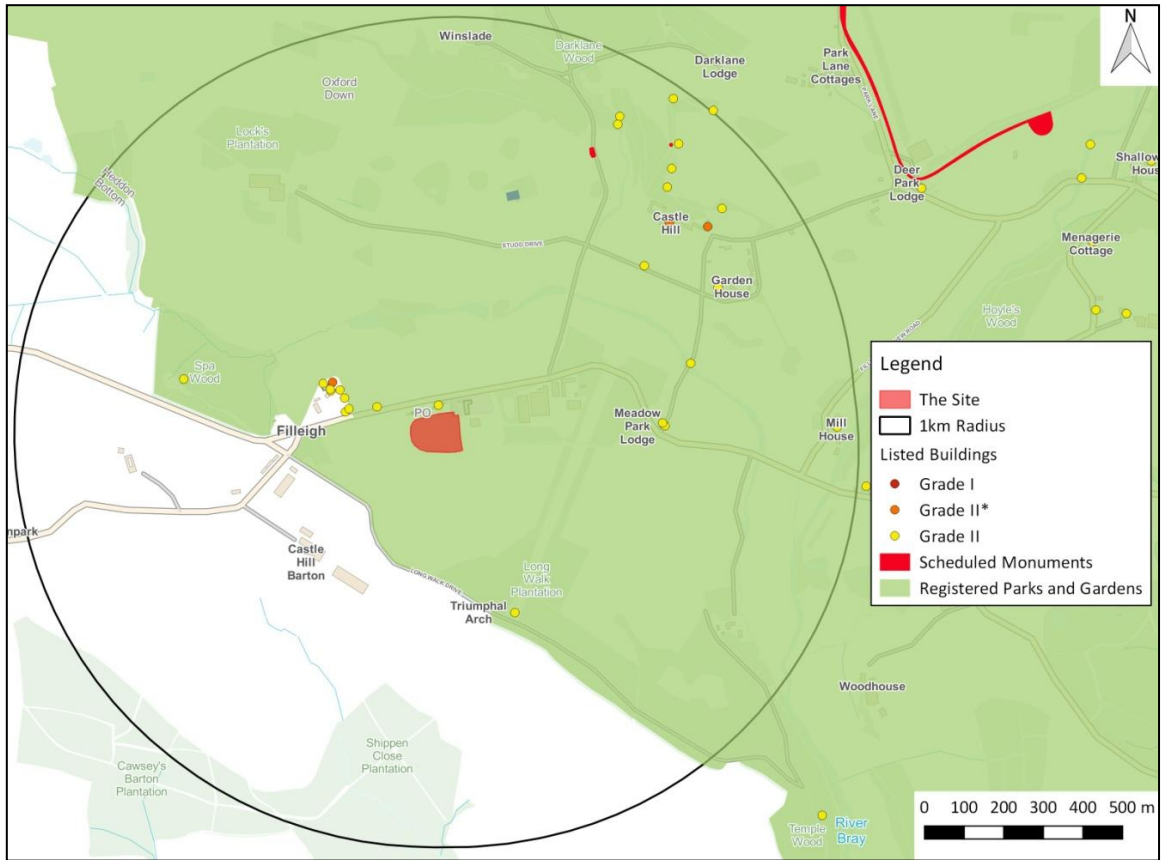 Winslade
Darklane
Wood
Darklane
Lodge
Park
Lane
Cottages
PARK LANE
N
Oxford
Down
Lock's
Plantation
Meddon
Bottom
Deer
Park
Lodge
Shallow
Hous
Castle
Hill
STUDD DRIVE
Menagerie
Cottage
Garden
House
Hoyle's
Wood
Spa
Wood
PO
Filleigh
Meadow
Park
Lodge
Mill
House
Legend
The Site
1km Radius
Listed Buildings
Grade I
Grade II*
Grade II
Scheduled Monuments
Registered Parks and Gardens
npark
Castle
Hill
Barton
LONG WALK DRIVE
Long
Walk
Plantation
Triumphal
Arch
Woodhouse
Shippen
Close
Plantation
Cawsey's
Barton
Plantation
Temple
Wood
River
Bray
0 100 200 300 400 500 m